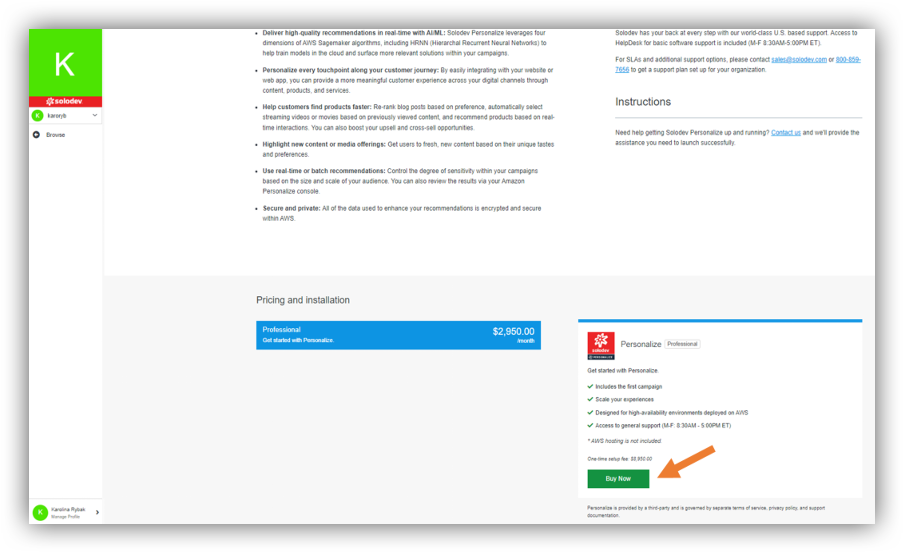 K
solodev
K
karoryb
Browse
• Deliver high-quality recommendations in real-time with AI/ML: Solodev Personalize leverages four
dimensions of AWS Sagemaker algorithms, including HRNN (Hierarchal Recurrent Neural Networks) to
help train models in the cloud and surface more relevant solutions within your campaigns.
• Personalize every touchpoint along your customer journey: By easily integrating with your website or
web app, you can provide a more meaningful customer experience across your digital channels through
content, products, and services.
• Help customers find products faster: Re-rank blog posts based on preference, automatically select
streaming videos or movies based on previously viewed content, and recommend products based on real-
time interactions. You can also boost your upsell and cross-sell opportunities.
• Highlight new content or media offerings: Get users to fresh, new content based on their unique tastes
and preferences.
• Use real-time or batch recommendations: Control the degree of sensitivity within your campaigns
based on the size and scale of your audience. You can also review the results via your Amazon
Personalize console.
• Secure and private: All of the data used to enhance your recommendations is encrypted and secure
within AWS.
Solodev has your back at every step with our world-class U.S. based support. Access to
HelpDesk for basic software support is included (M-F 8:30AM-5:00PM ET).
For SLAs and additional support options, please contact sales@solodev.com or 800-859-
7656 to get a support plan set up for your organization.
Instructions
Need help getting Solodev Personalize up and running? Contact us and we'll provide the
assistance you need to launch successfully.
Pricing and installation
Professional
$2,950.00
Get started with Personalize.
/month
solodev
PERSONALIZE
Personalize
Professional
Get started with Personalize.
✓ Includes the first campaign
✓ Scale your experiences
✓ Designed for high-availability environments deployed on AWS
✓ Access to general support (M-F: 8:30AM - 5:00PM ET)
* AWS hosting is not included
One-time setup fee: $8,950.00
Buy Now
Personalize is provided by a third-party and is governed by separate terms of service, privacy policy, and support
documentation.
K
Karolina Rybak
Manage Profile